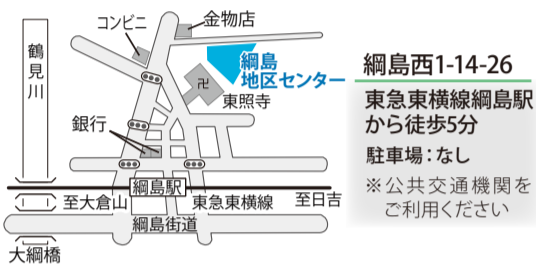 コンビニ
金物店
鶴見川
綱島
地区センター
卍
東照寺
銀行
綱島駅
至大倉山
東急東横線
至日吉
綱島街道
大綱橋
綱島西1-14-26
東急東横線綱島駅
から徒歩5分
駐車場：なし
※公共交通機関を
ご利用ください